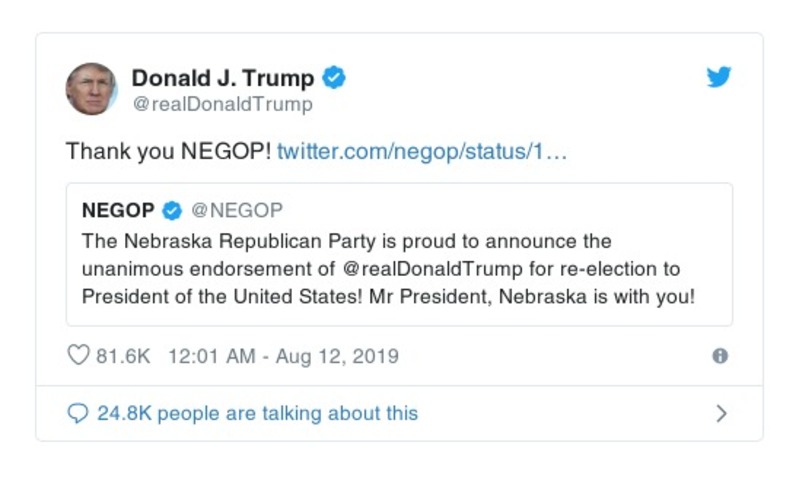 Donald J. Trump
@realDonaldTrump
Thank you NEGOP! twitter.com/negop/status/1…
NEGOP @NEGOP
The Nebraska Republican Party is proud to announce the
unanimous endorsement of @realDonaldTrump for re-election to
President of the United States! Mr President, Nebraska is with you!
81.6K 12:01 AM - Aug 12, 2019
24.8K people are talking about this